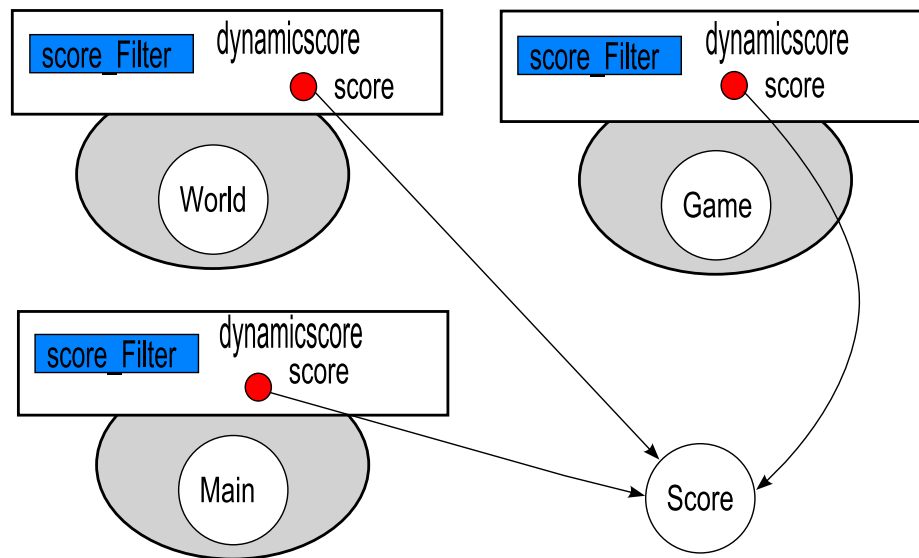 dynamicscore
score_Filter
score
World
dynamicscore
score_Filter
score
Game
dynamicscore
score_Filter
score
Main
Score